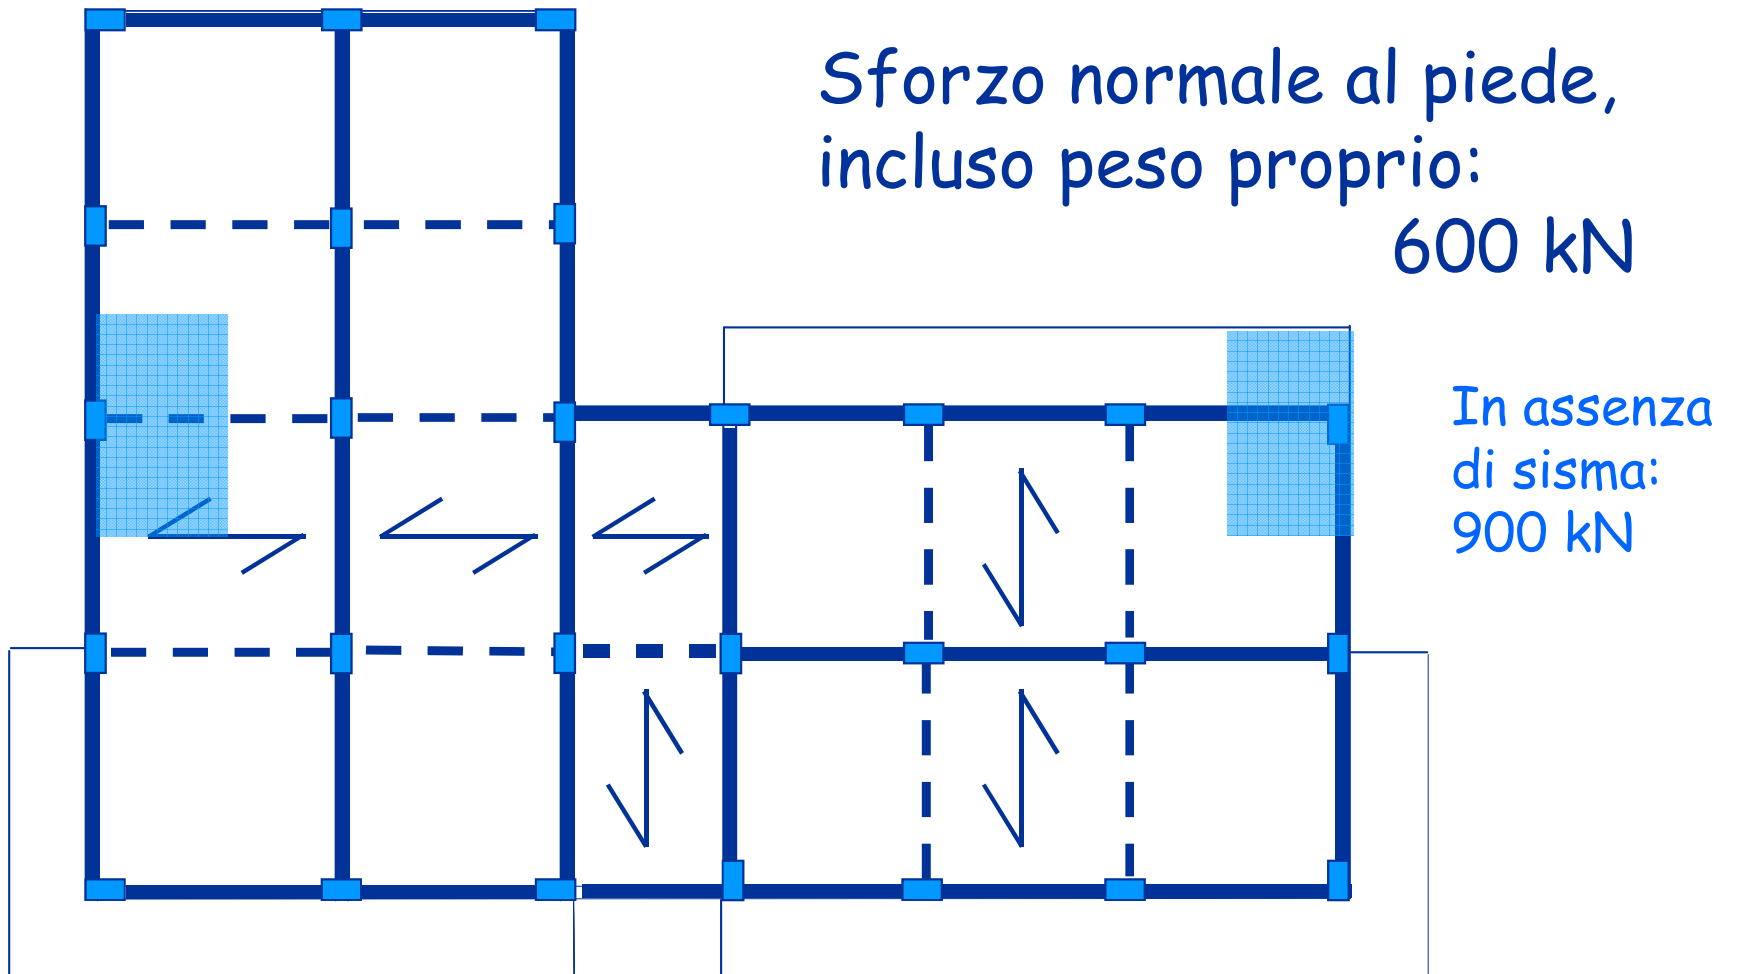 Sforzo normale al piede,
incluso peso proprio:
600 kN
In assenza
di sisma:
900 kN